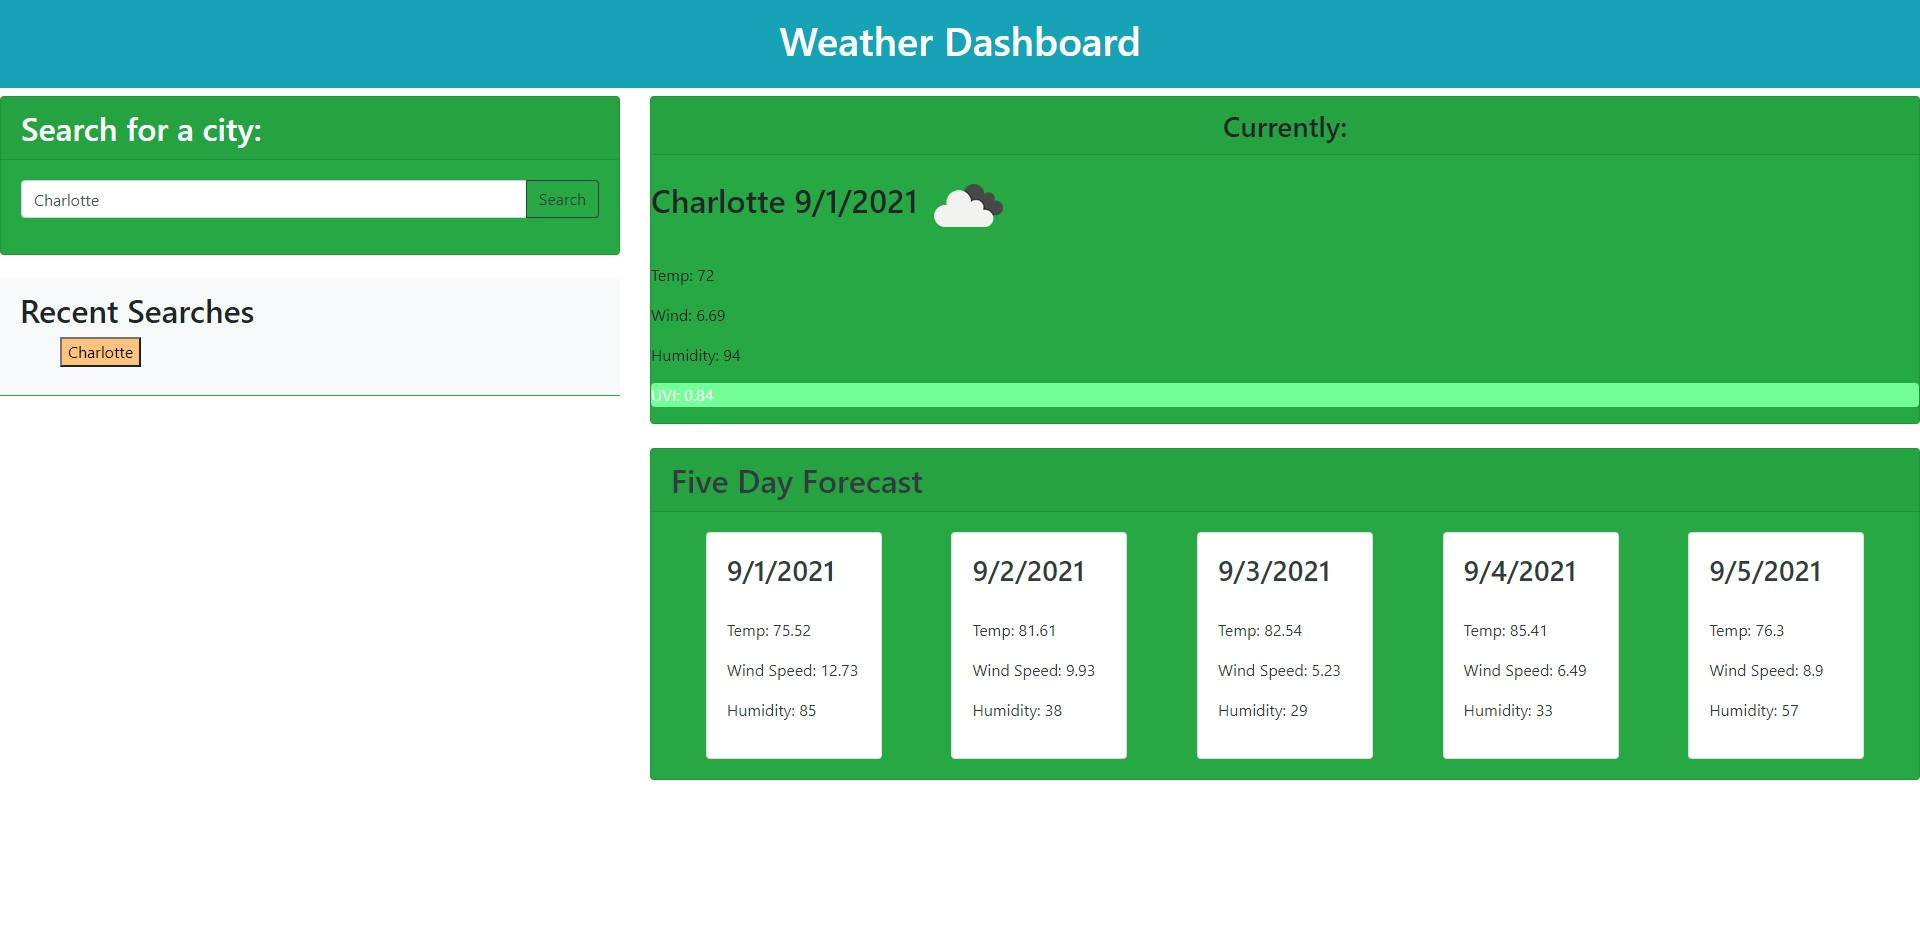 Weather Dashboard
Search for a city:
Charlotte Search
Recent Searches
Charlotte
Currently:
Charlotte 9/1/2021
Temp: 72
Wind: 6.69
Humidity: 94
UVI: 0.84
Five Day Forecast
9/1/2021
Temp: 75.52
Wind Speed: 12.73
Humidity: 85
9/2/2021
Temp: 81.61
Wind Speed: 9.93
Humidity: 38
9/3/2021
Temp: 82.54
Wind Speed: 5.23
Humidity: 29
9/4/2021
Temp: 85.41
Wind Speed: 6.49
Humidity: 33
9/5/2021
Temp: 76.3
Wind Speed: 8.9
Humidity: 57